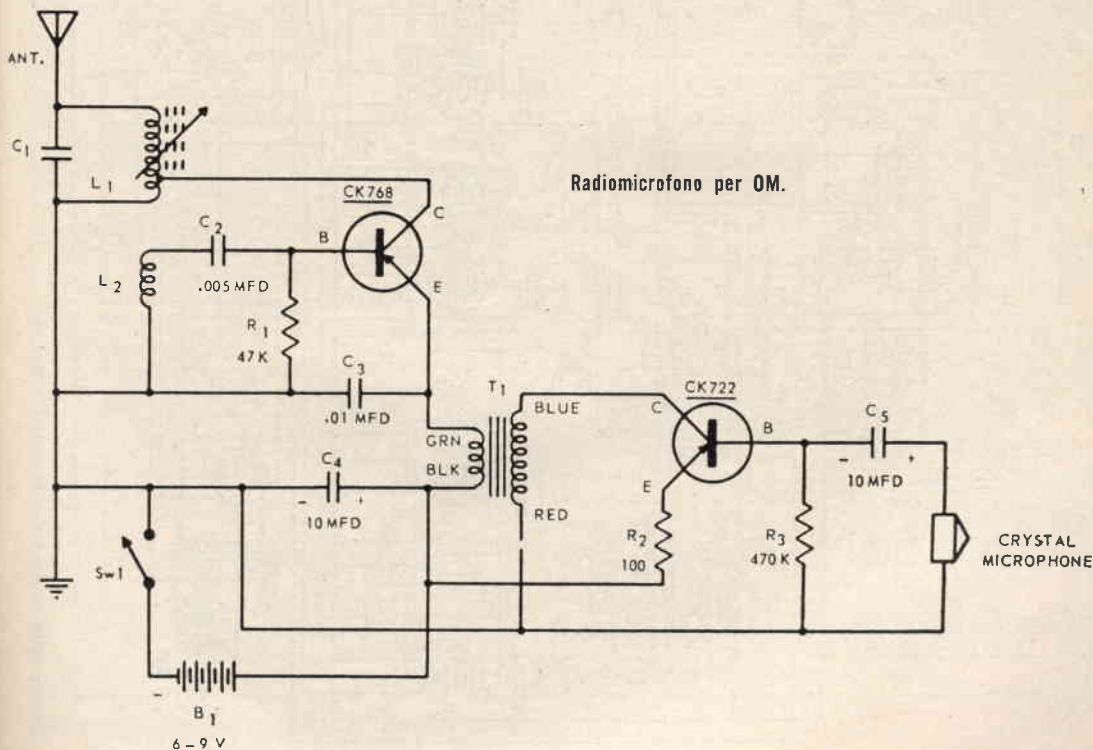 ANT.
C1
L1
Radiomicrofono per OM.
CK768
C
B
E
C2
.005 MFD
L2
R1
47 K
C3
.01 MFD
T1
BLUE
GRN
BLK
RED
CK722
C
B
E
C5
- +
10 MFD
C4
- +
10 MFD
R2
100
R3
470 K
CRYSTAL
MICROPHONE
Sw1
-
B1
6 – 9 V